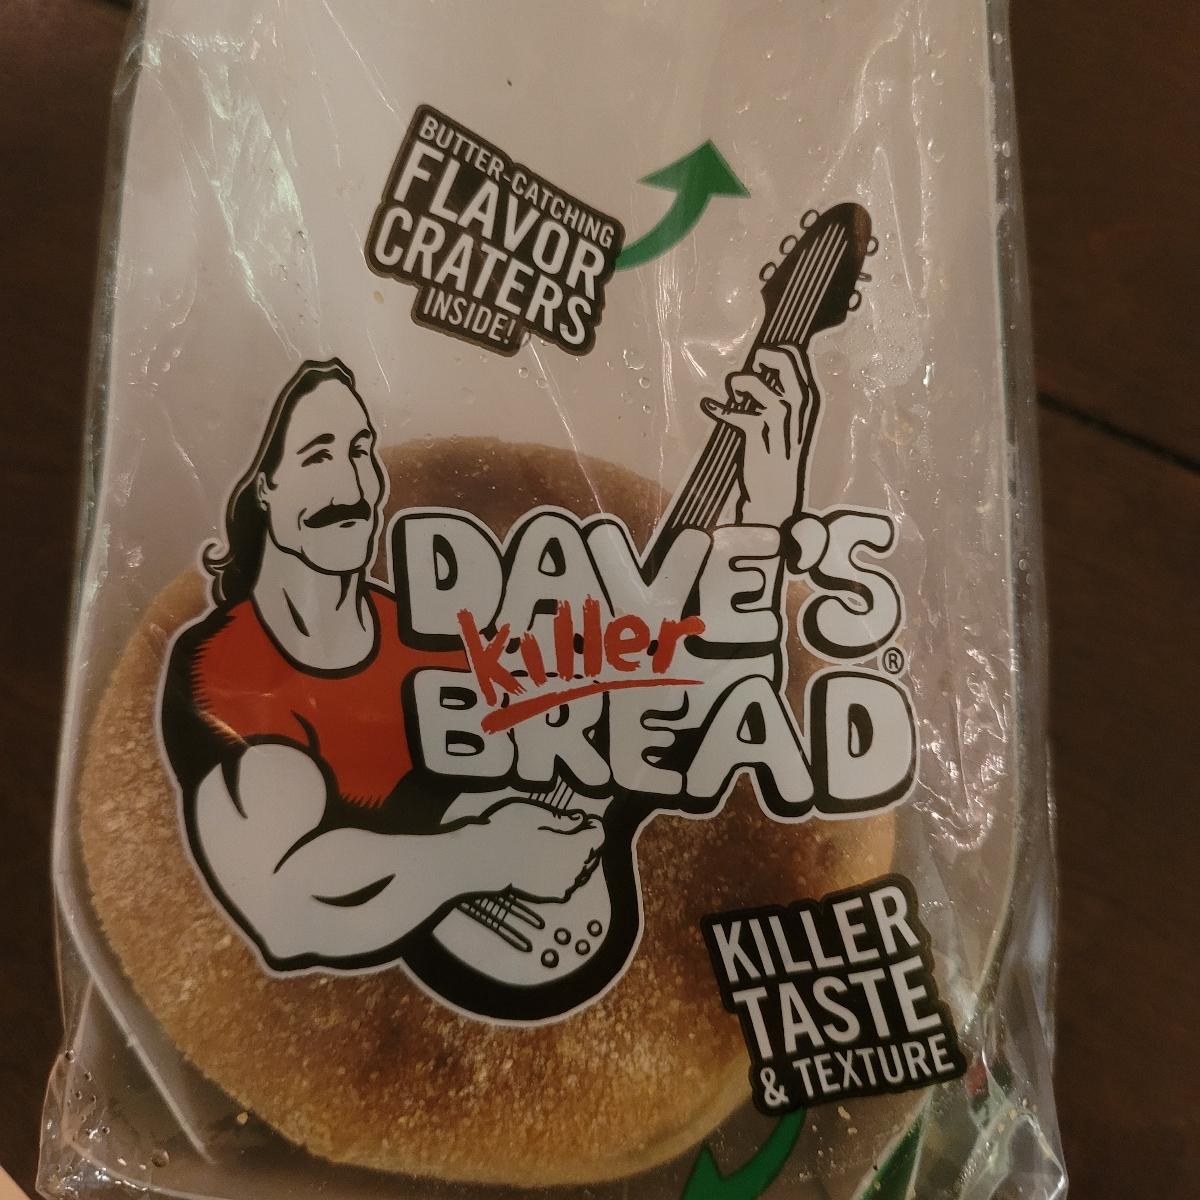 BUTTER-CATCHING
FLAVOR
CRATERS
INSIDE!
DAVE'S
killer
BREAD®
KILLER
TASTE
& TEXTURE